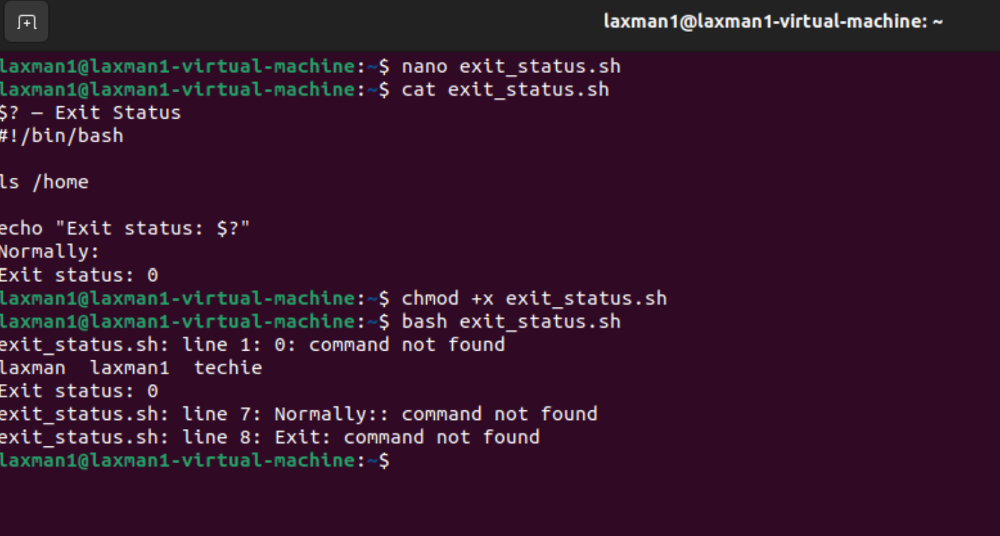 laxman1@laxman1-virtual-machine: ~
laxman1@laxman1-virtual-machine:~$ nano exit_status.sh
laxman1@laxman1-virtual-machine:~$ cat exit_status.sh
$? — Exit Status
#!/bin/bash

ls /home

echo "Exit status: $?"
Normally:
Exit status: 0
laxman1@laxman1-virtual-machine:~$ chmod +x exit_status.sh
laxman1@laxman1-virtual-machine:~$ bash exit_status.sh
exit_status.sh: line 1: 0: command not found
laxman  laxman1  techie
Exit status: 0
exit_status.sh: line 7: Normally:: command not found
exit_status.sh: line 8: Exit: command not found
laxman1@laxman1-virtual-machine:~$